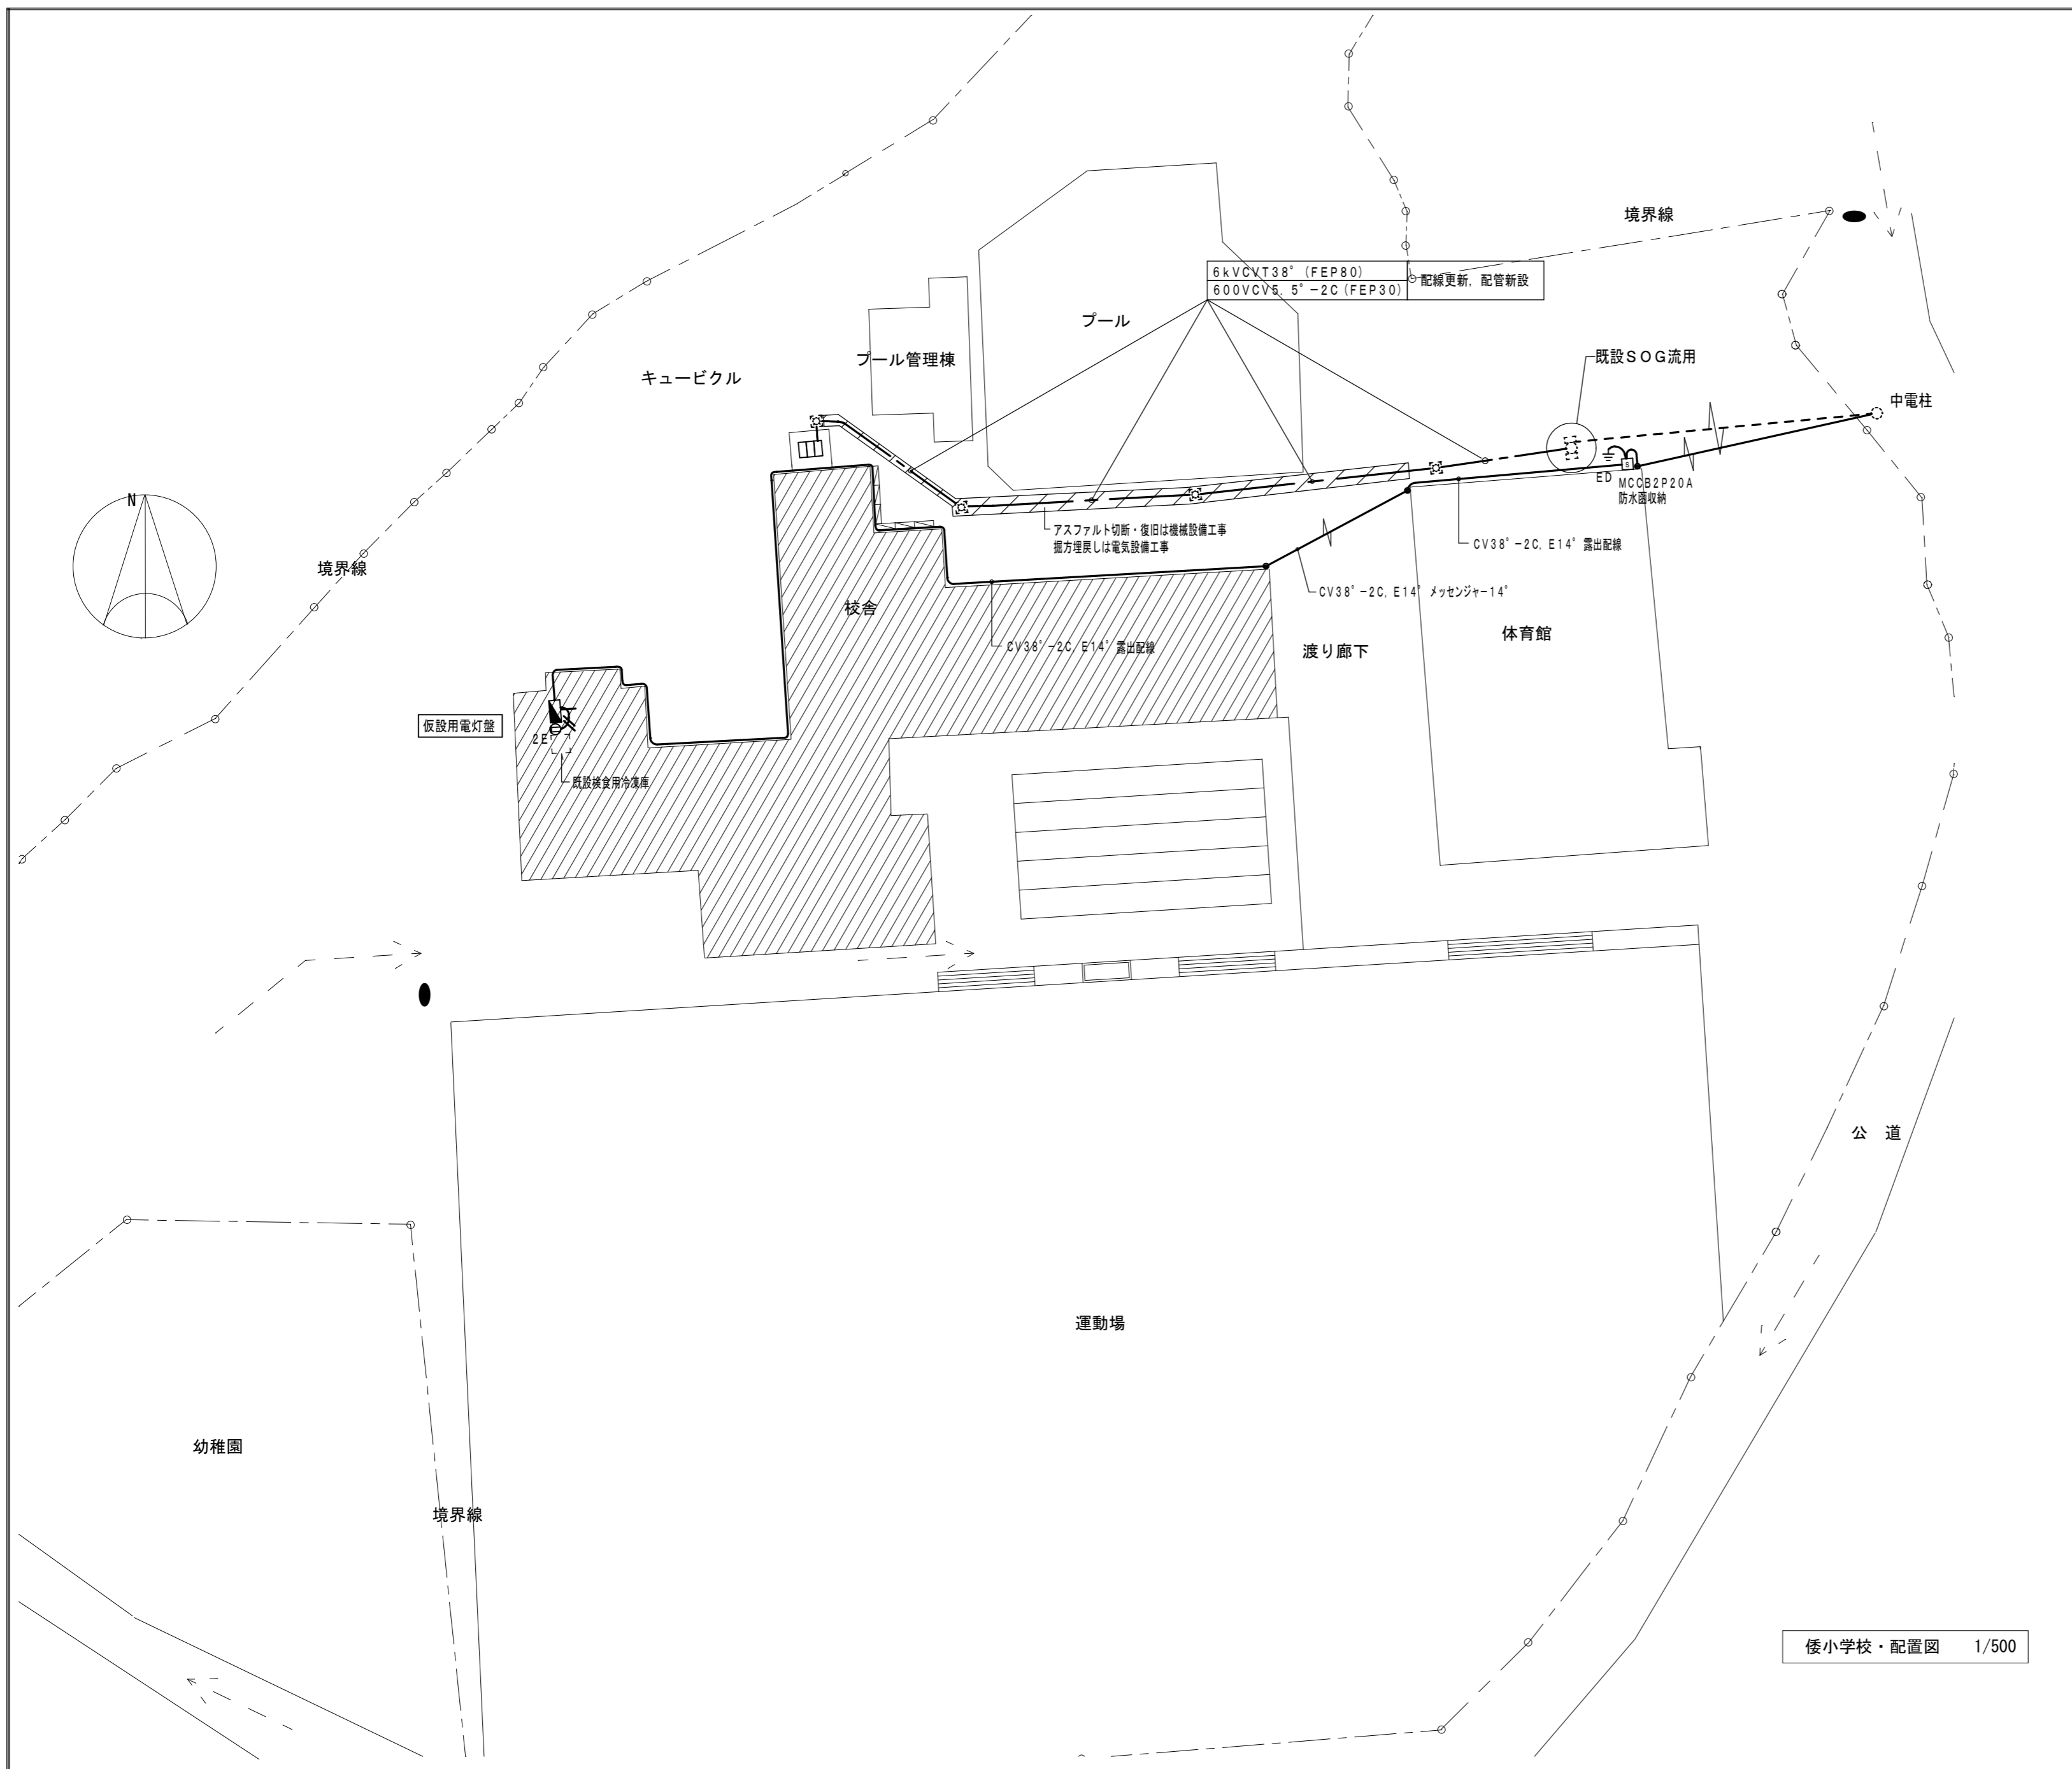 境界線
6kVCVT38° (FEP80)
配線更新, 配管新設
600VCV5.5°-2C(FEP30)
プール
プール管理棟
キュービクル
既設SOG流用
中電柱
ED
MCCB2P20A
防水函収納
N
アスファルト切断・復旧は機械設備工事
掘方埋戻しは電気設備工事
CV38°-2C, E14° 露出配線
境界線
CV38°-2C, E14° メッセンジャー14°
校舎
体育館
CV38°-2C, E14° 露出配線
渡り廊下
仮設用電灯盤
2E
既設検食用冷凍庫
S
公 道
運動場
幼稚園
境界線
倭小学校・配置図 1/500